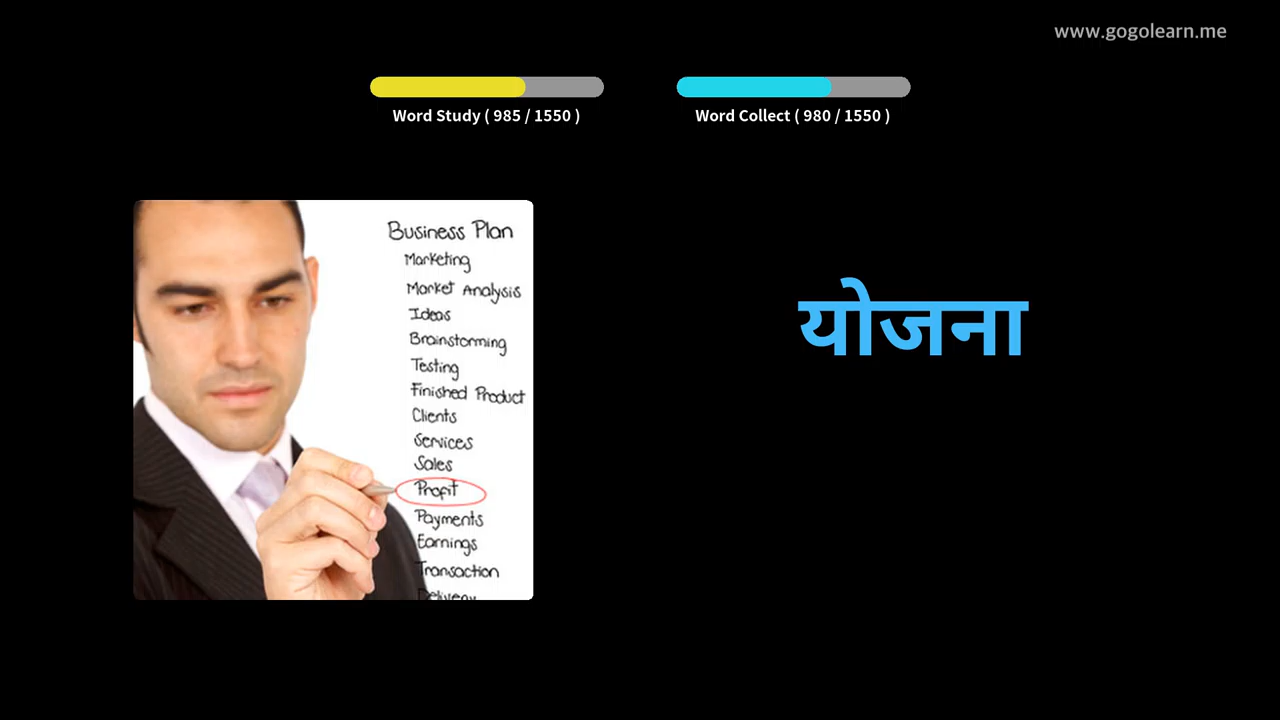 www.gogolearn.me
Word Study ( 985 / 1550 )
Word Collect ( 980 / 1550 )
Business Plan
Marketing
Market Analysis
Ideas
Brainstorming
Testing
Finished Product
Clients
Services
Sales
Profit
Payments
Earnings
Transaction
Delivery
योजना